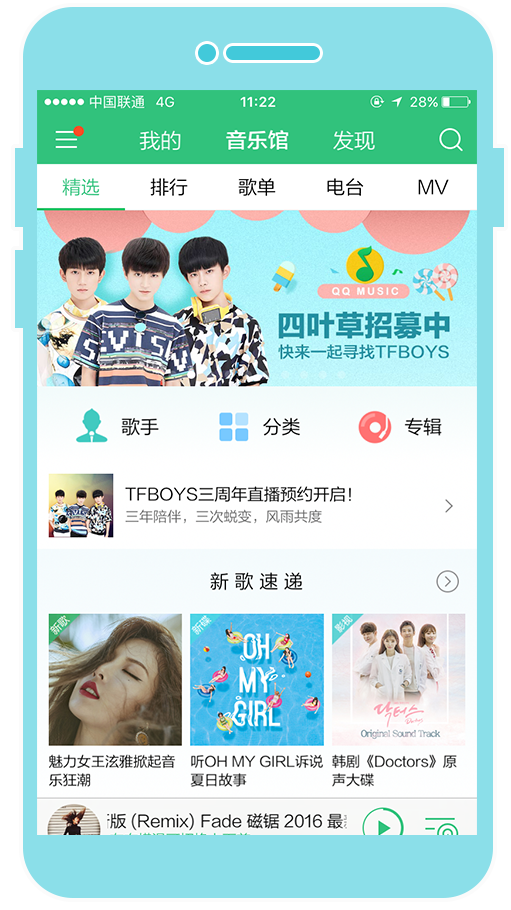 中国联通 4G 11:22 28%
我的 音乐馆 发现
精选 排行 歌单 电台 MV
QQ MUSIC
四叶草招募中
快来一起寻找TFBOYS
歌手 分类 专辑
TFBOYS三周年直播预约开启！
三年陪伴，三次蜕变，风雨共度
新歌速递
新歌 新碟 影视
OH
MY
GIRL
닥터스
Doctors
Original Sound Track
魅力女王泫雅掀起音
乐狂潮
听OH MY GIRL诉说
夏日故事
韩剧《Doctors》原
声大碟
版 (Remix) Fade 磁锯 2016 最